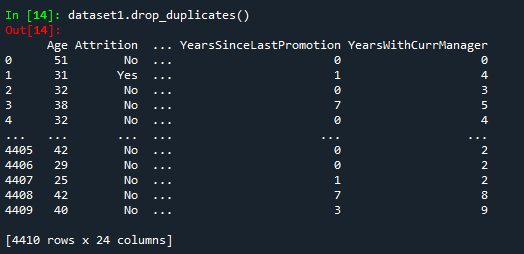 In [14]: dataset1.drop_duplicates()
Out[14]:
Age Attrition ... YearsSinceLastPromotion YearsWithCurrManager
0 51 No ... 0 0
1 31 Yes ... 1 4
2 32 No ... 0 3
3 38 No ... 7 5
4 32 No ... 0 4
... ... ... ... ... ...
4405 42 No ... 0 2
4406 29 No ... 0 2
4407 25 No ... 1 2
4408 42 No ... 7 8
4409 40 No ... 3 9
[4410 rows x 24 columns]